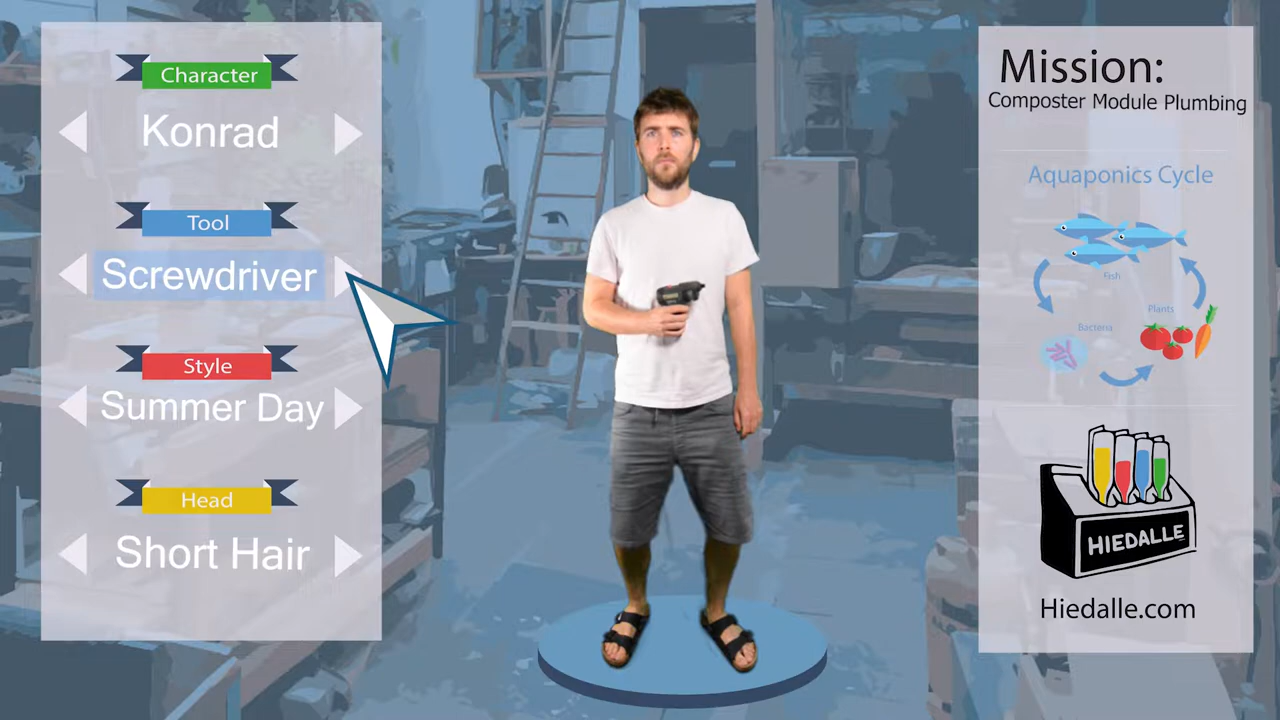 Character
Konrad
Tool
Screwdriver
Style
Summer Day
Head
Short Hair
Mission:
Composter Module Plumbing
Aquaponics Cycle
Fish
Plants
Bacteria
HIEDALLE
Hiedalle.com